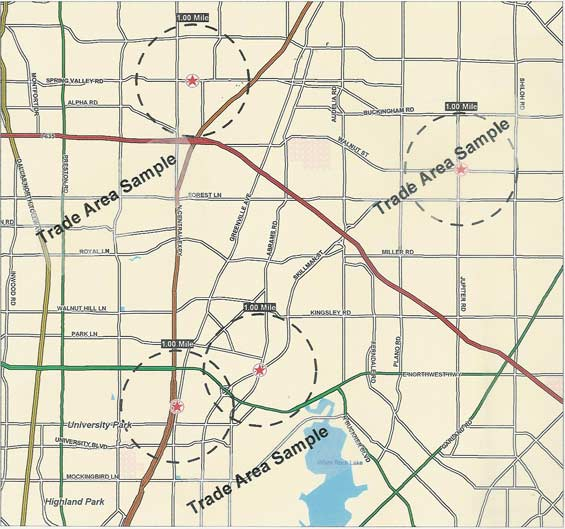 1.00 Mile
SPRING VALLEY RD
MONTFORT DR
ALPHA RD
AUDELIA RD
BUCKINGHAM RD
1.00 Mile
SHILOH RD
635
WALNUT ST
Trade Area Sample
Trade Area Sample
PRESTON RD
FOREST LN
GREENVILLE AVE
ABRAMS RD
SKILLMAN ST
ROYAL LN
MILLER RD
INWOOD RD
JUPITER RD
WALNUT HILL LN
1.00 Mile
KINGSLEY RD
PARK LN
1.00 Mile
FERNDALE RD
PLANO RD
E NORTHWEST HWY
University Park
UNIVERSITY BLVD
GARLAND RD
Trade Area Sample
White Rock Lake
MOCKINGBIRD LN
Highland Park